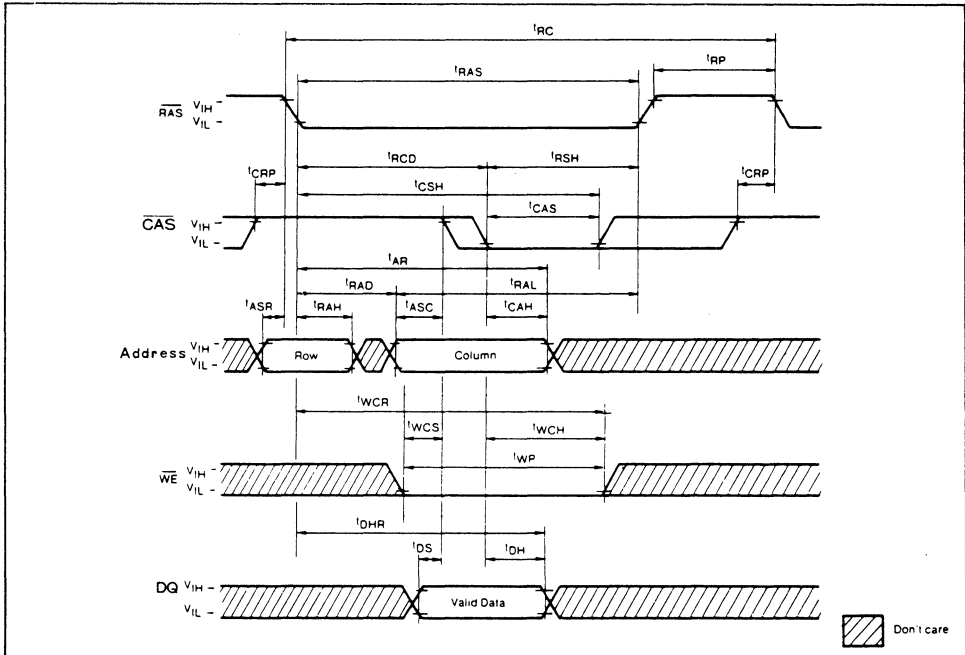 tRC
tRAS
tRP
RAS VIH –
VIL –
tRCD
tRSH
tCRP
tCSH
tCRP
tCAS
CAS VIH –
VIL –
tAR
tRAD
tRAL
tASR
tRAH
tASC
tCAH
Address VIH –
VIL –
Row
Column
tWCR
tWCS
tWCH
tWP
WE VIH –
VIL –
tDHR
tDS
tDH
DQ VIH –
VIL –
Valid Data
Don't care